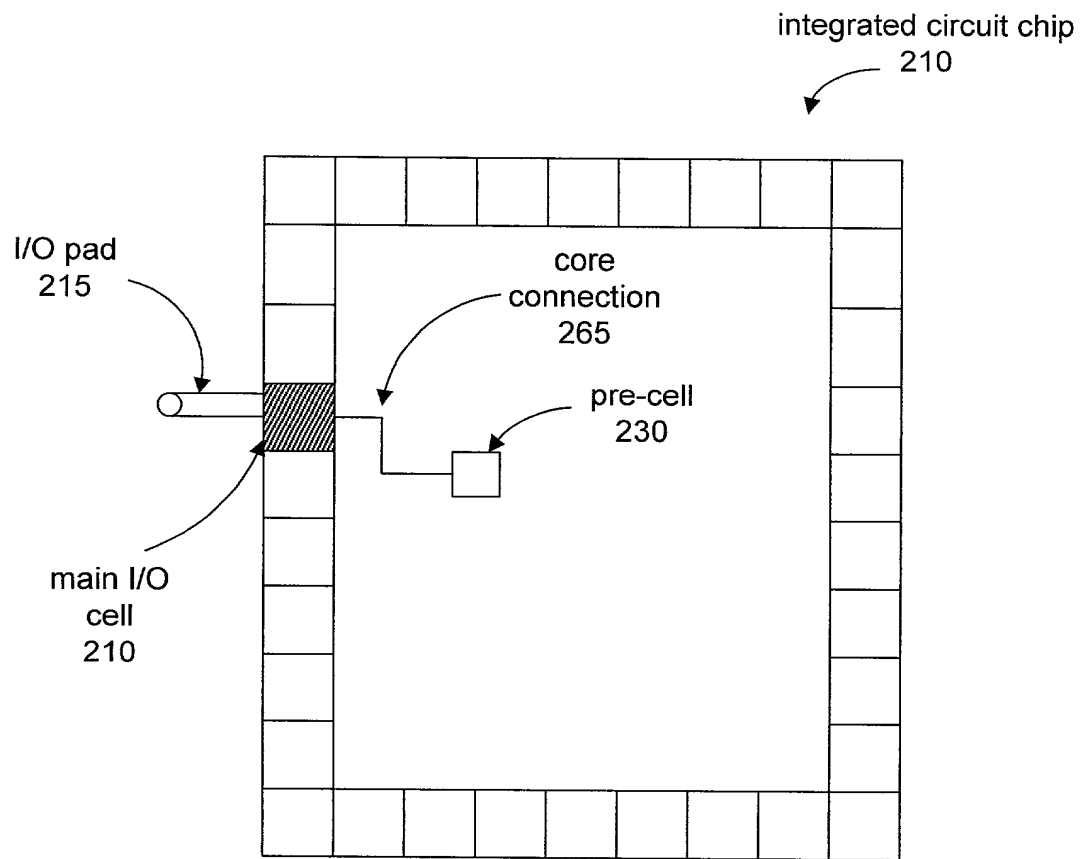 integrated circuit chip
210
I/O pad
215
core
connection
265
pre-cell
230
main I/O
cell
210